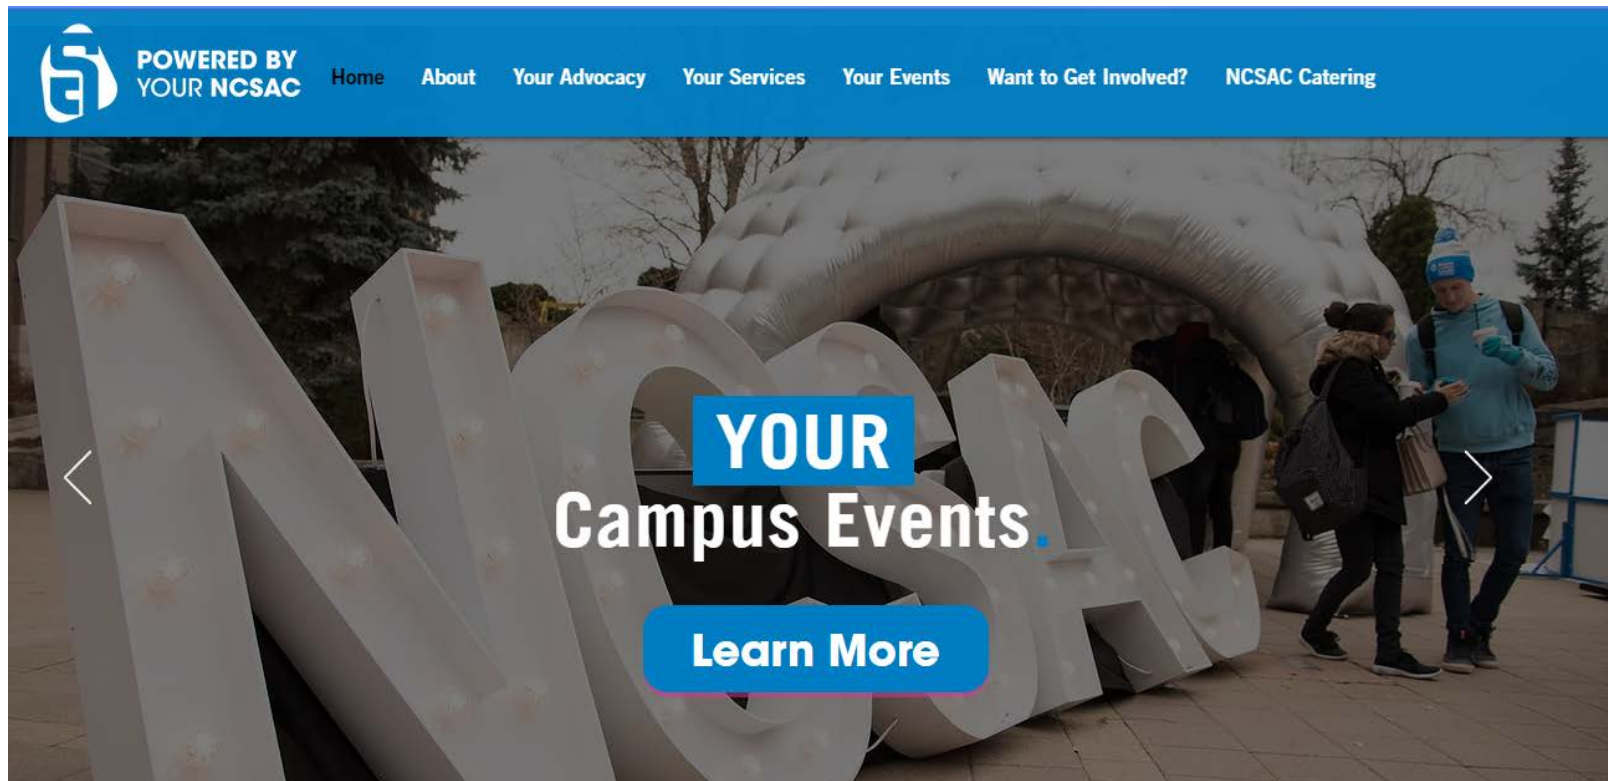 POWERED BY
YOUR NCSAC
Home About Your Advocacy Your Services Your Events Want to Get Involved? NCSAC Catering
NCSAC
YOUR
Campus Events.
Learn More